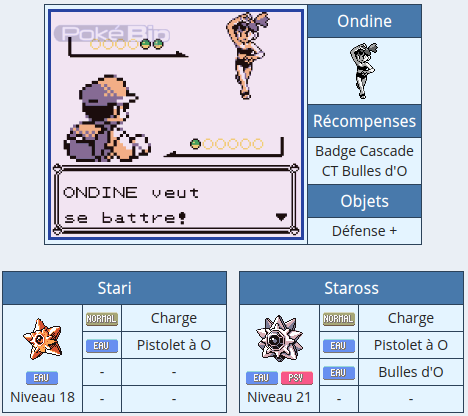 Poké Bip
ONDINE veut
se battre!
Ondine
Récompenses
Badge Cascade
CT Bulles d'O
Objets
Défense +
Stari
NORMAL Charge
EAU Pistolet à O
- -
- -
EAU
Niveau 18
Staross
NORMAL Charge
EAU Pistolet à O
EAU Bulles d'O
- -
EAU PSY
Niveau 21